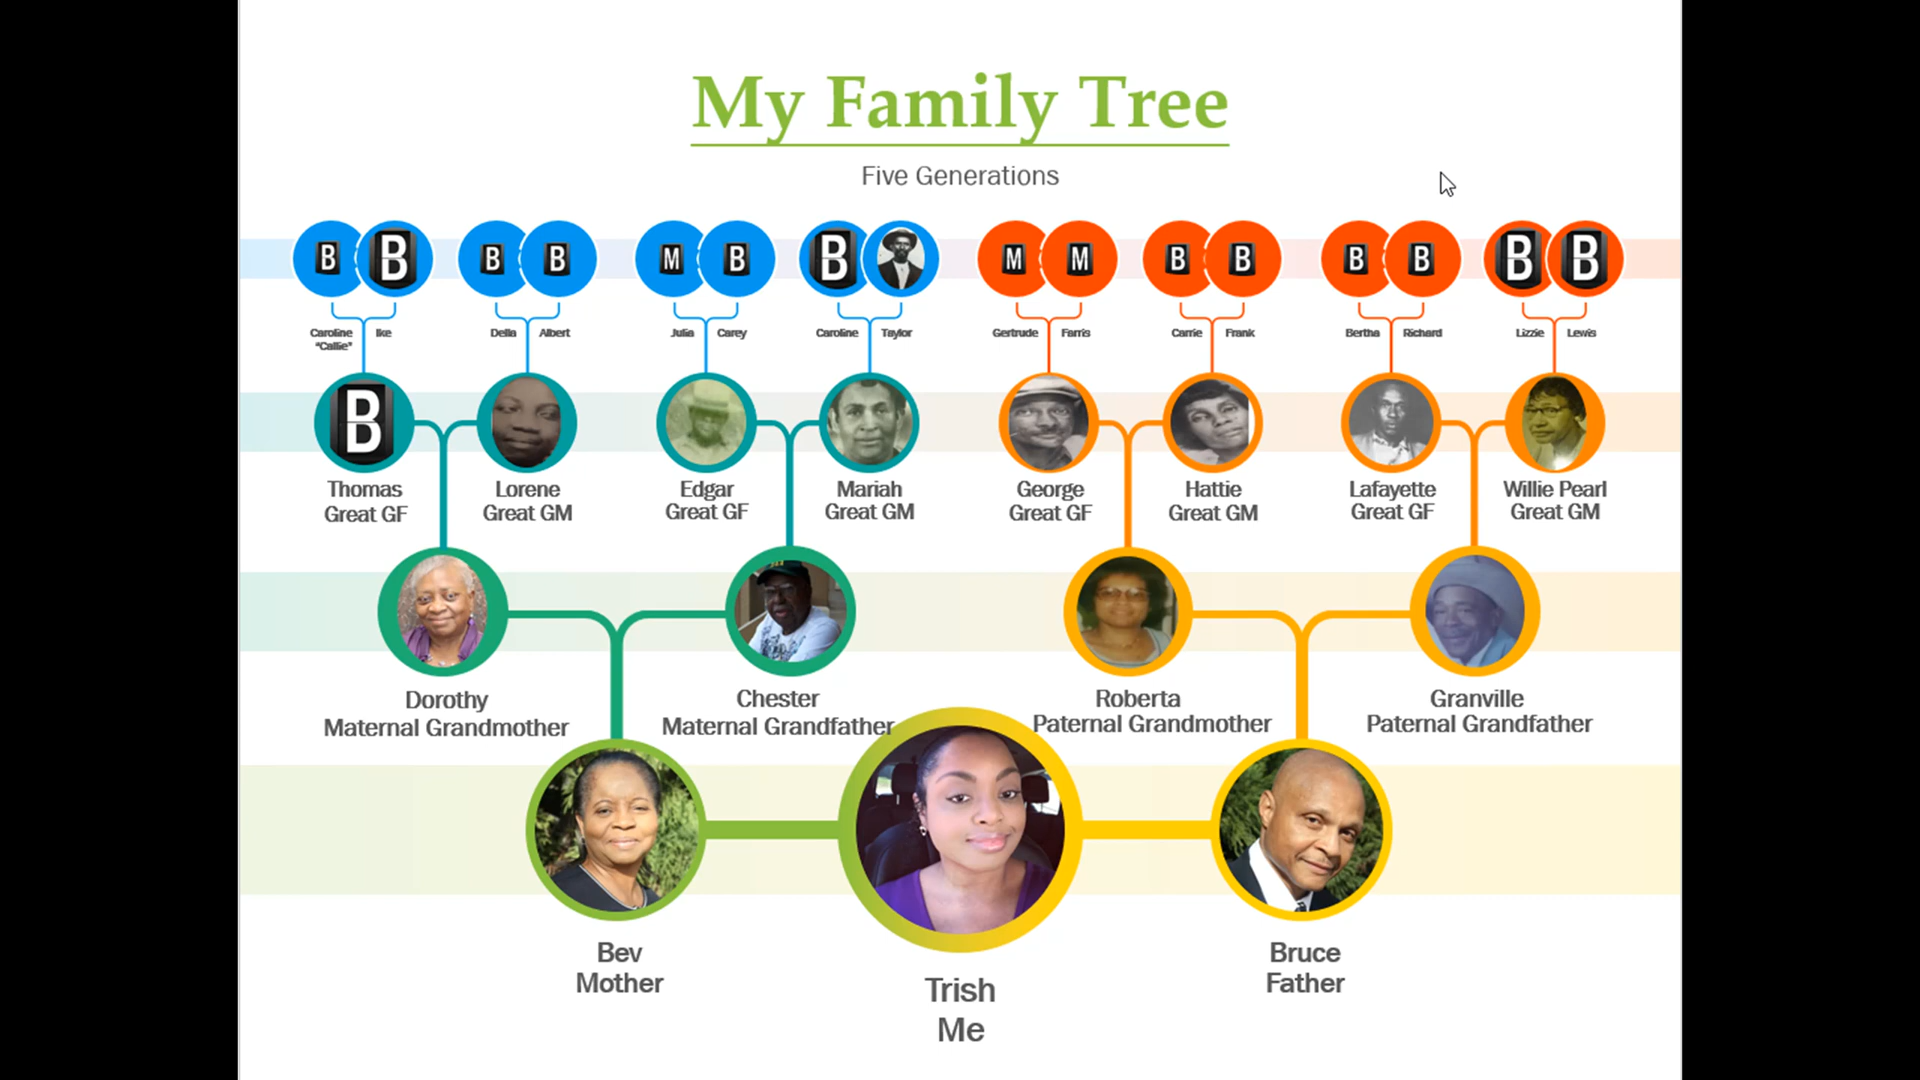 My Family Tree
Five Generations
B B B B M B B M M B B B B B B
Caroline Ike Della Albert Julia Carey Caroline Taylor Gertrude Farris Carrie Frank Bertha Richard Lizzie Lewis
"Callie"
B
Thomas Lorene Edgar Mariah George Hattie Lafayette Willie Pearl
Great GF Great GM Great GF Great GM Great GF Great GM Great GF Great GM
Dorothy Chester Roberta Granville
Maternal Grandmother Maternal Grandfather Paternal Grandmother Paternal Grandfather
Bev Bruce
Mother Father
Trish
Me